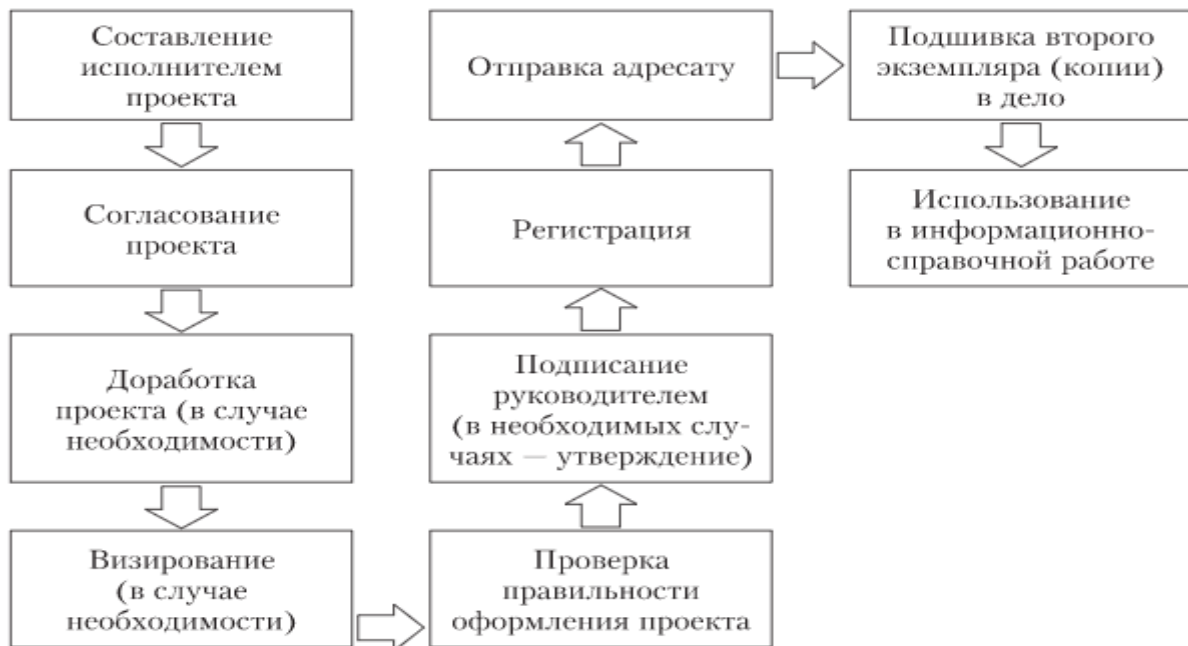 Составление
исполнителем
проекта
Согласование
проекта
Доработка
проекта (в случае
необходимости)
Визирование
(в случае
необходимости)
Проверка
правильности
оформления проекта
Подписание
руководителем
(в необходимых слу-
чаях — утверждение)
Регистрация
Отправка адресату
Подшивка второго
экземпляра (копии)
в дело
Использование
в информационно-
справочной работе